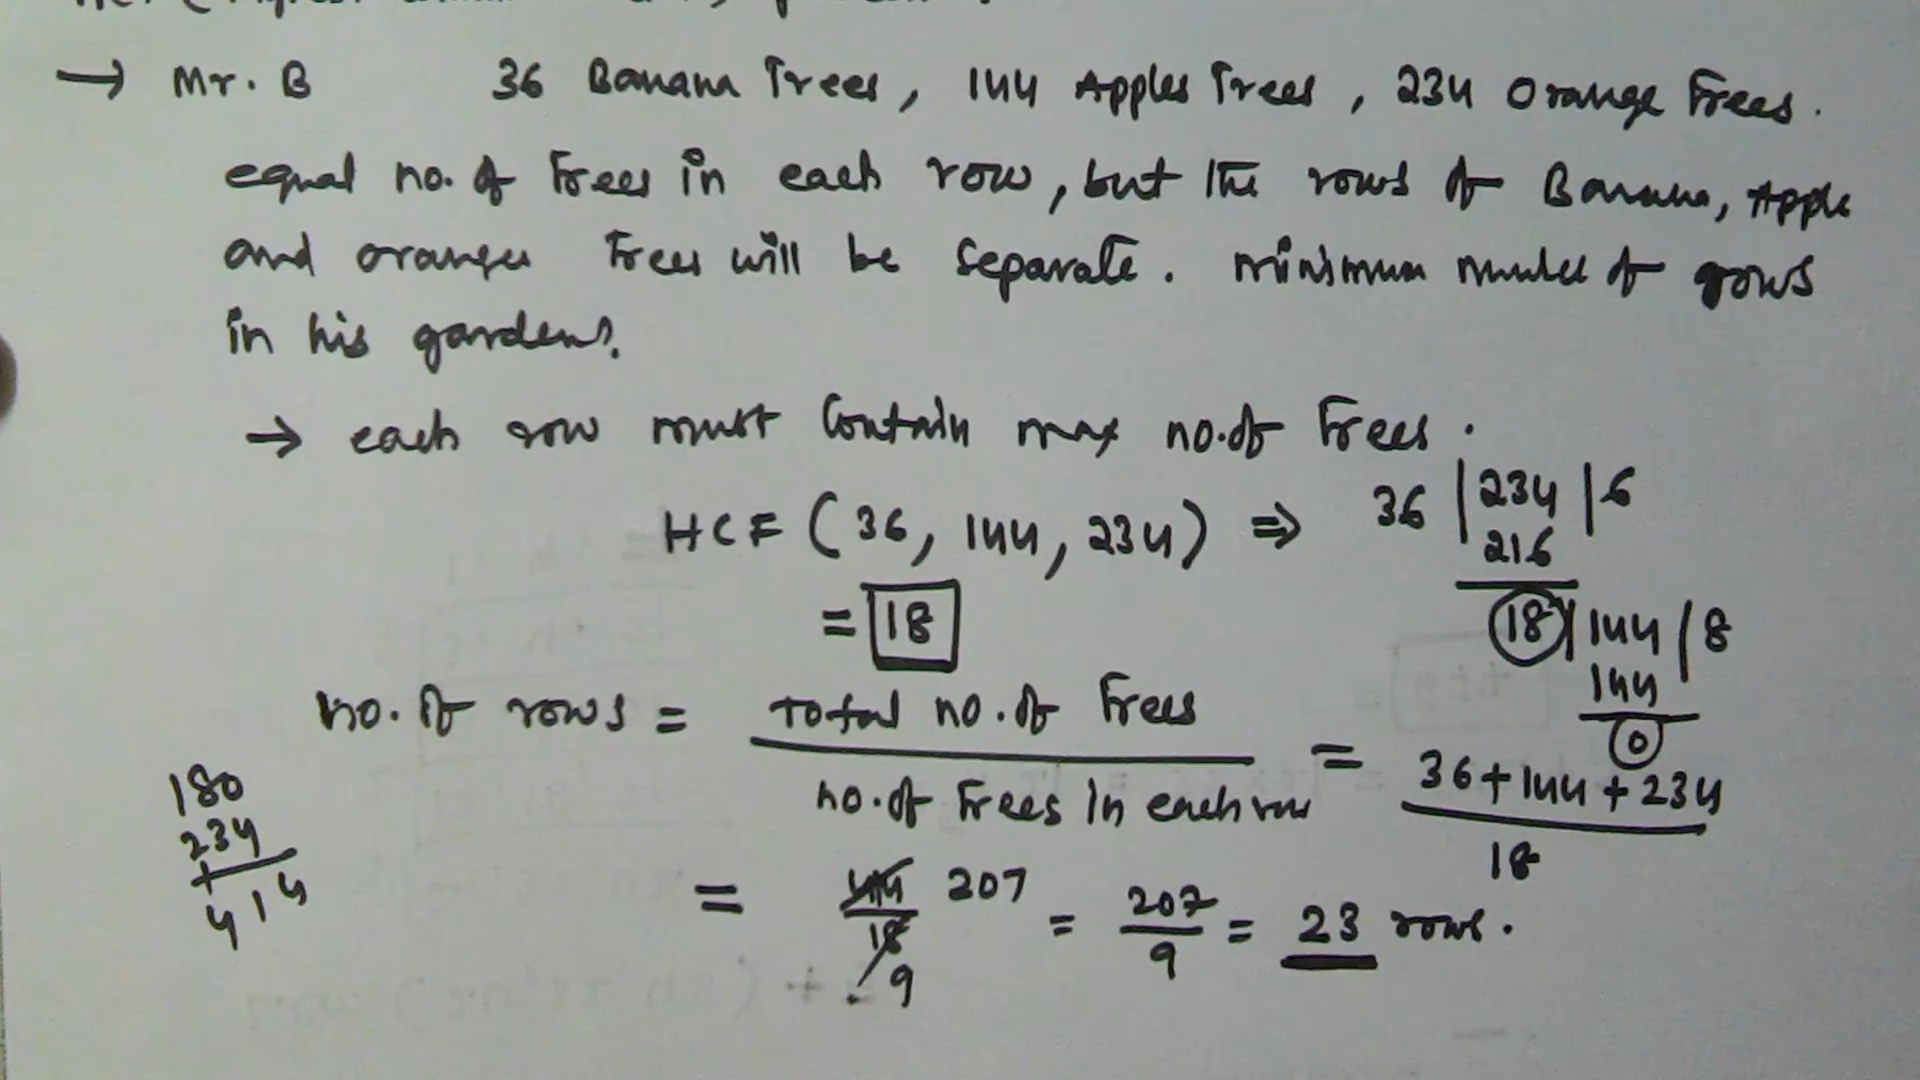 → Mr. B 36 Banana Trees, 144 Apples Trees, 234 Orange Trees.
equal no. of Trees in each row, but the rows of Banana, Apple
and oranges Trees will be separate. minimum number of rows
in his garden?
→ each row must contain max no. of Trees.
HCF (36, 144, 234) ⇒ 36 | 234 | 6
216
= 18 18 | 144 | 8
144
0
no. of rows = Total no. of Trees / no. of Trees in each row = 36+144+234 / 18
180
234
+
414
= 414/18 207 9 = 207/9 = 23 rows.